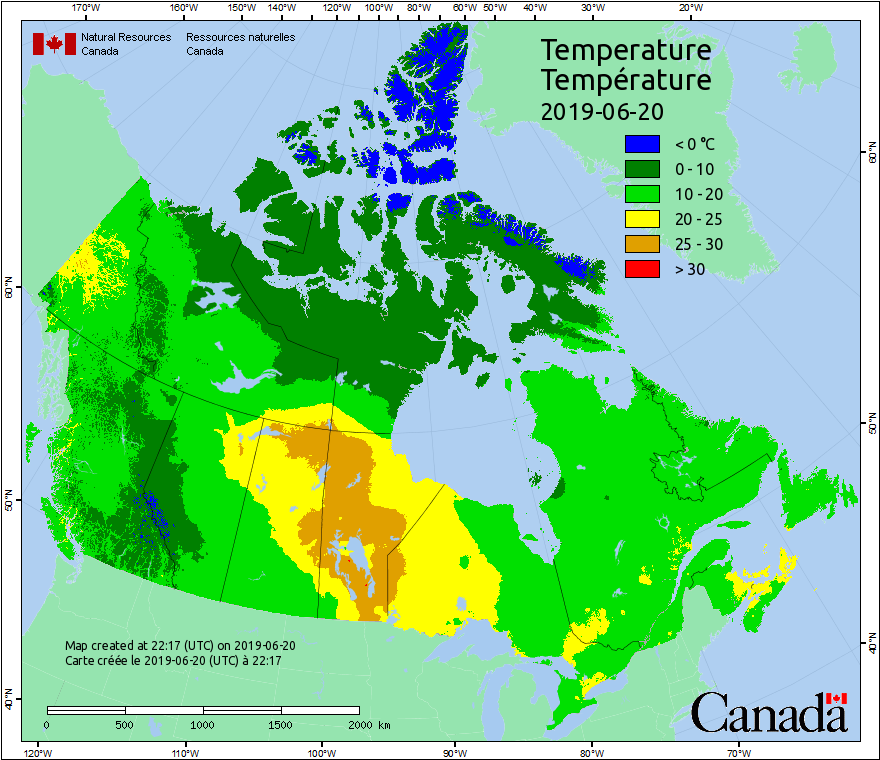 170°W 160°W 150°W 140°W 130°W 120°W 110°W 100°W 90°W 80°W 60°W 50°W 40°W 30°W 20°W
Natural Resources Ressources naturelles
Canada Canada
Temperature
Température
2019-06-20
< 0 °C
0 - 10
10 - 20
20 - 25
25 - 30
> 30
60°N
60°N
50°N
50°N
40°N
40°N
Map created at 22:17 (UTC) on 2019-06-20
Carte créée le 2019-06-20 (UTC) à 22:17
0 500 1000 1500 2000 km
Canada
120°W 110°W 100°W 90°W 80°W 70°W